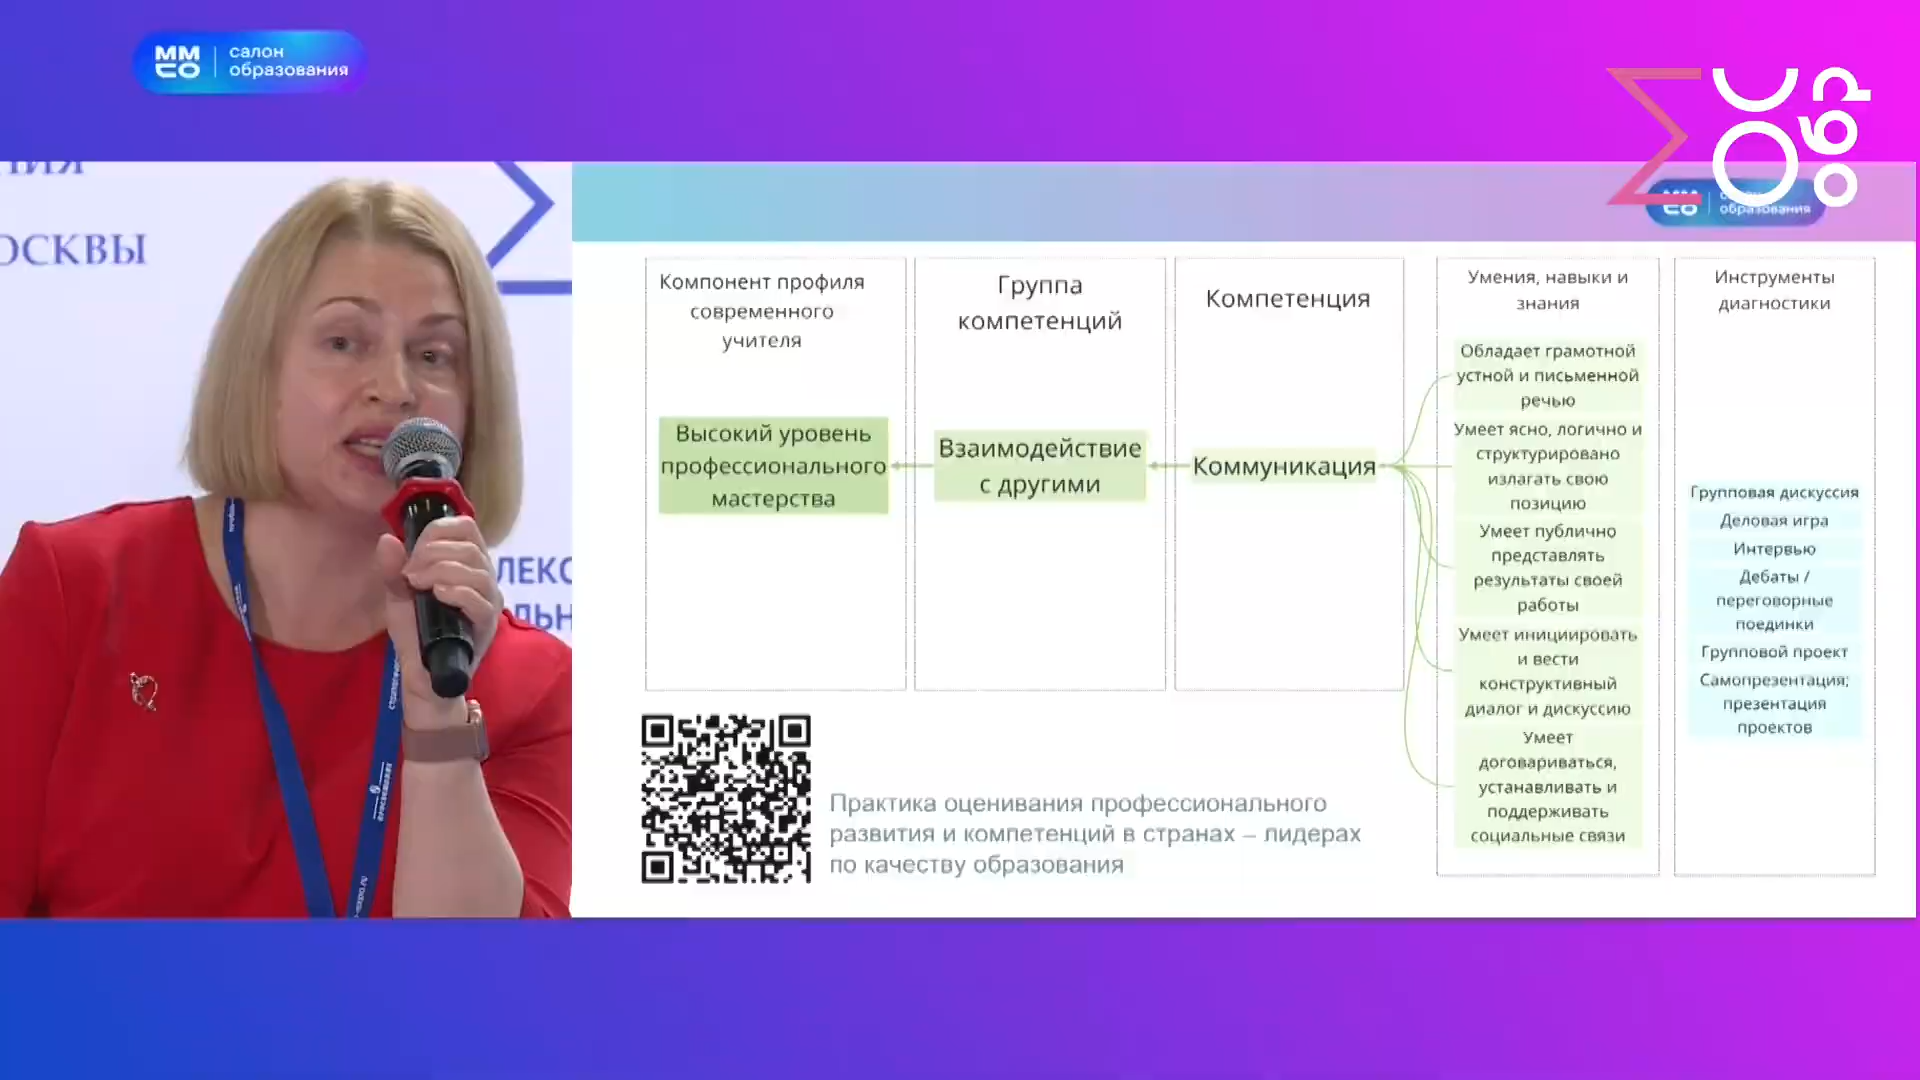 ММ
СО
салон
образования
ОСКВЫ
Обр
образования
Компонент профиля
современного
учителя
Высокий уровень
профессионального
мастерства
Группа
компетенций
Взаимодействие
с другими
Компетенция
Коммуникация
Умения, навыки и
знания
Обладает грамотной
устной и письменной
речью
Умеет ясно, логично и
структурировано
излагать свою
позицию
Умеет публично
представлять
результаты своей
работы
Умеет инициировать
и вести
конструктивный
диалог и дискуссию
Умеет
договариваться,
устанавливать и
поддерживать
социальные связи
Инструменты
диагностики
Групповая дискуссия
Деловая игра
Интервью
Дебаты /
переговорные
поединки
Групповой проект
Самопрезентация;
презентация
проектов
Практика оценивания профессионального
развития и компетенций в странах – лидерах
по качеству образования